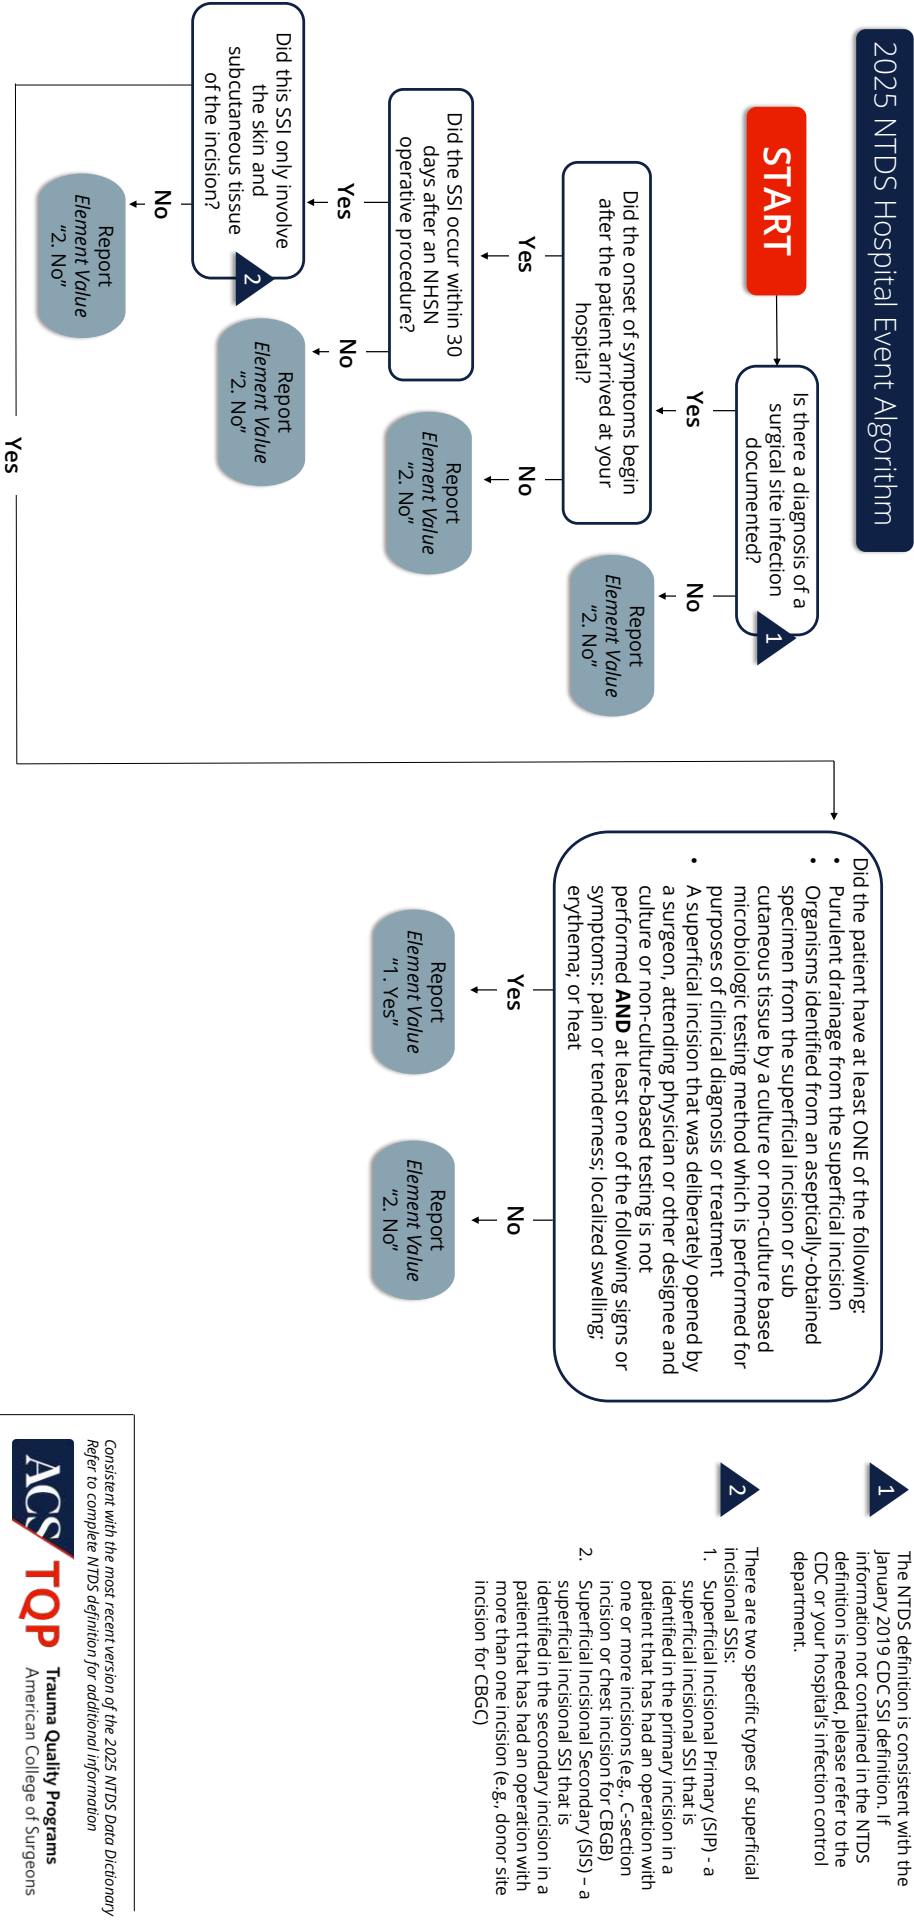 2025 NTDS Hospital Event Algorithm
START
Is there a diagnosis of a
surgical site infection
documented?
1
Yes
No
Report
Element Value
“2. No”
Did the onset of symptoms begin
after the patient arrived at your
hospital?
Yes
No
Report
Element Value
“2. No”
Did the SSI occur within 30
days after an NHSN
operative procedure?
Yes
No
Report
Element Value
“2. No”
Did this SSI only involve
the skin and
subcutaneous tissue
of the incision?
2
No
Report
Element Value
“2. No”
Yes
Did the patient have at least ONE of the following:
• Purulent drainage from the superficial incision
• Organisms identified from an aseptically-obtained
specimen from the superficial incision or sub
cutaneous tissue by a culture or non-culture based
microbiologic testing method which is performed for
purposes of clinical diagnosis or treatment
• A superficial incision that was deliberately opened by
a surgeon, attending physician or other designee and
culture or non-culture-based testing is not
performed AND at least one of the following signs or
symptoms: pain or tenderness; localized swelling;
erythema; or heat
Yes
Report
Element Value
“1. Yes”
No
Report
Element Value
“2. No”
1
The NTDS definition is consistent with the
January 2019 CDC SSI definition. If
information not contained in the NTDS
definition is needed, please refer to the
CDC or your hospital’s infection control
department.
2
There are two specific types of superficial
incisional SSIs:
1. Superficial Incisional Primary (SIP) - a
superficial incisional SSI that is
identified in the primary incision in a
patient that has had an operation with
one or more incisions (e.g., C-section
incision or chest incision for CBGB)
2. Superficial Incisional Secondary (SIS) – a
superficial incisional SSI that is
identified in the secondary incision in a
patient that has had an operation with
more than one incision (e.g., donor site
incision for CBGC)
Consistent with the most recent version of the 2025 NTDS Data Dictionary
Refer to complete NTDS definition for additional information
ACS TQP
Trauma Quality Programs
American College of Surgeons